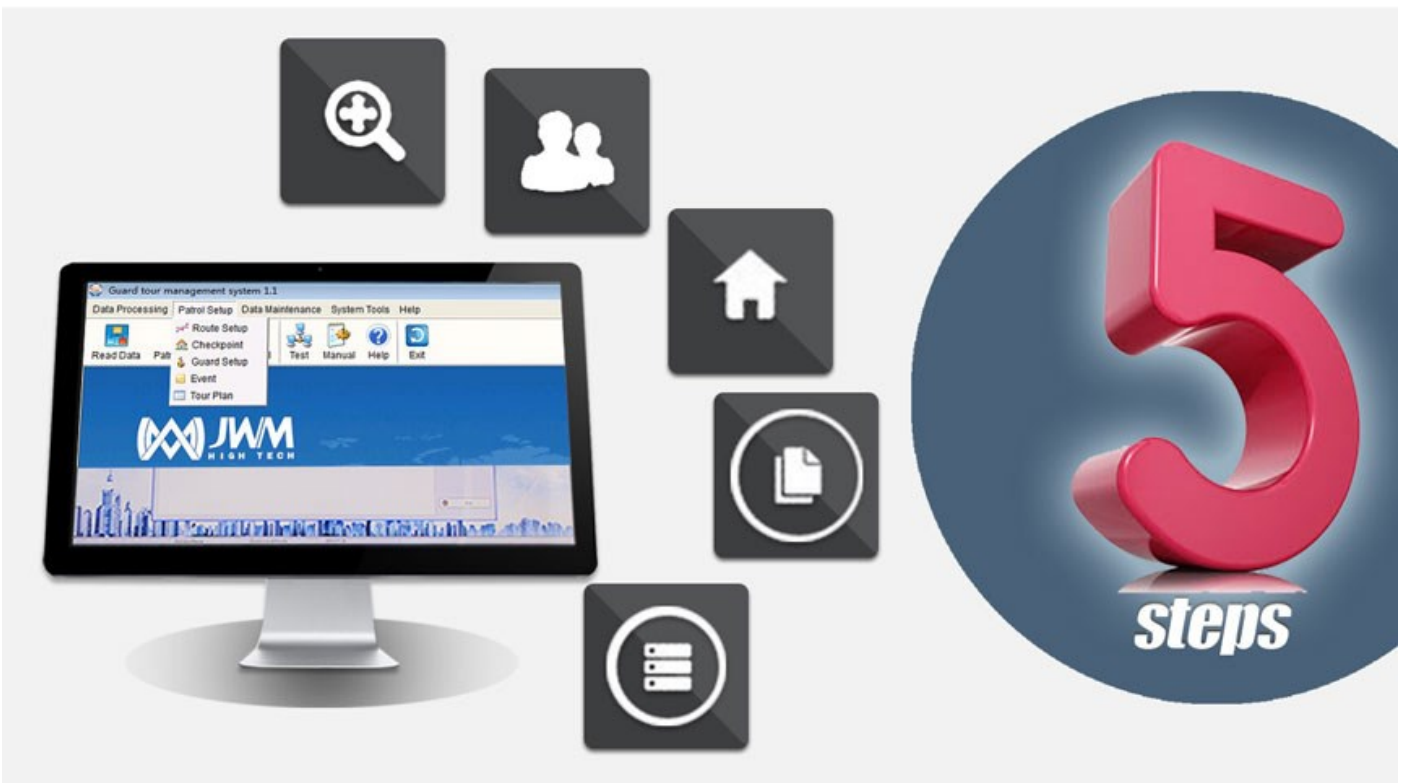 Guard tour management system 1.1
Data Processing Patrol Setup Data Maintenance System Tools Help
Route Setup
Checkpoint
Guard Setup
Event
Tour Plan
Read Data Test Manual Help Exit
JWM
HIGH TECH
5
steps